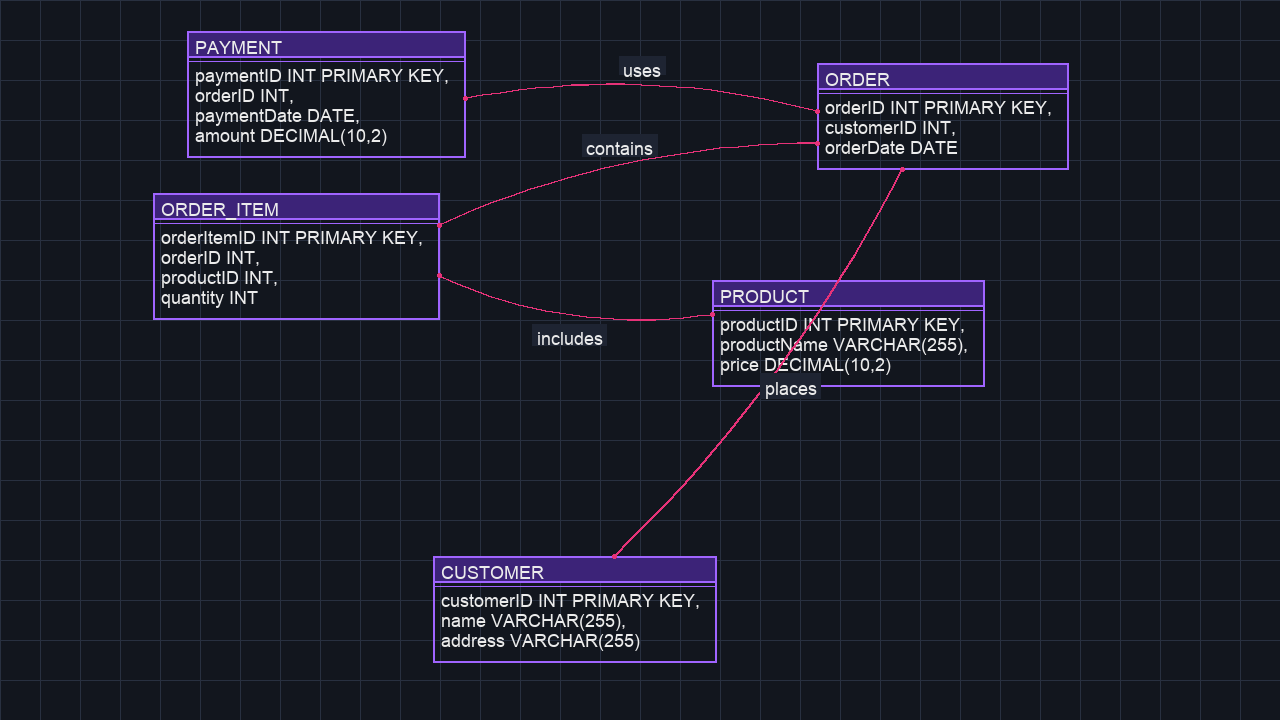 PAYMENT
paymentID INT PRIMARY KEY,
orderID INT,
paymentDate DATE,
amount DECIMAL(10,2)
uses
ORDER
orderID INT PRIMARY KEY,
customerID INT,
orderDate DATE
contains
ORDER_ITEM
orderItemID INT PRIMARY KEY,
orderID INT,
productID INT,
quantity INT
includes
PRODUCT
productID INT PRIMARY KEY,
productName VARCHAR(255),
price DECIMAL(10,2)
places
CUSTOMER
customerID INT PRIMARY KEY,
name VARCHAR(255),
address VARCHAR(255)